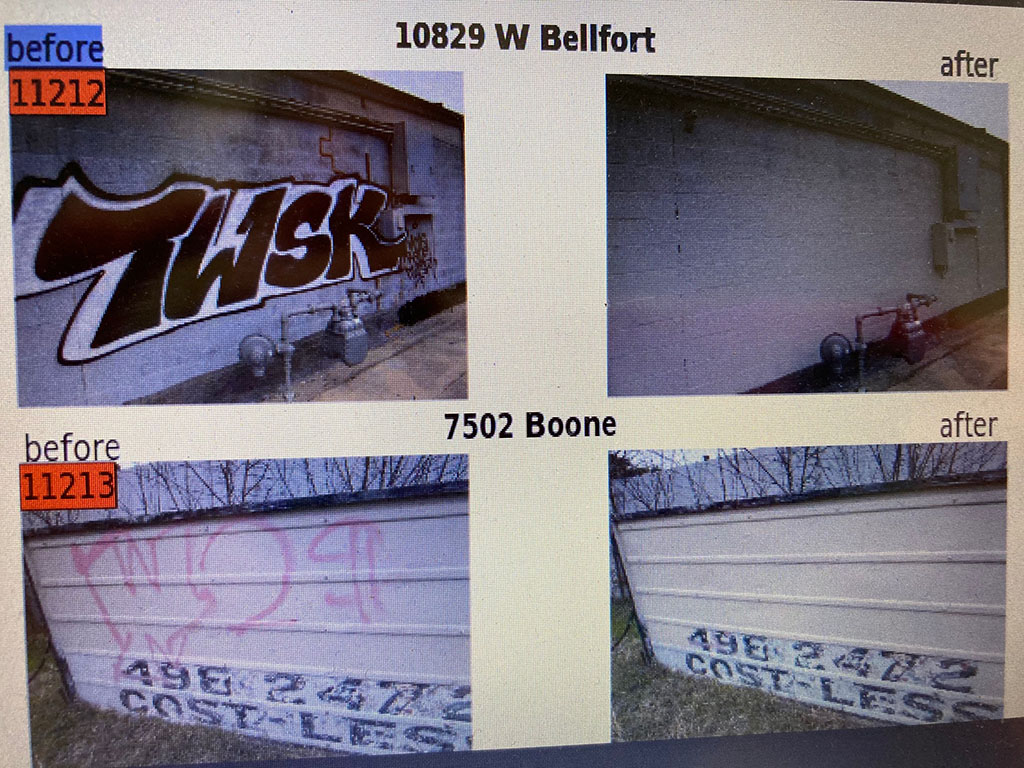 10829 W Bellfort
before
after
11212
TWSK
7502 Boone
before
after
11213
498 2472
COST-LESS
498 2472
COST-LESS